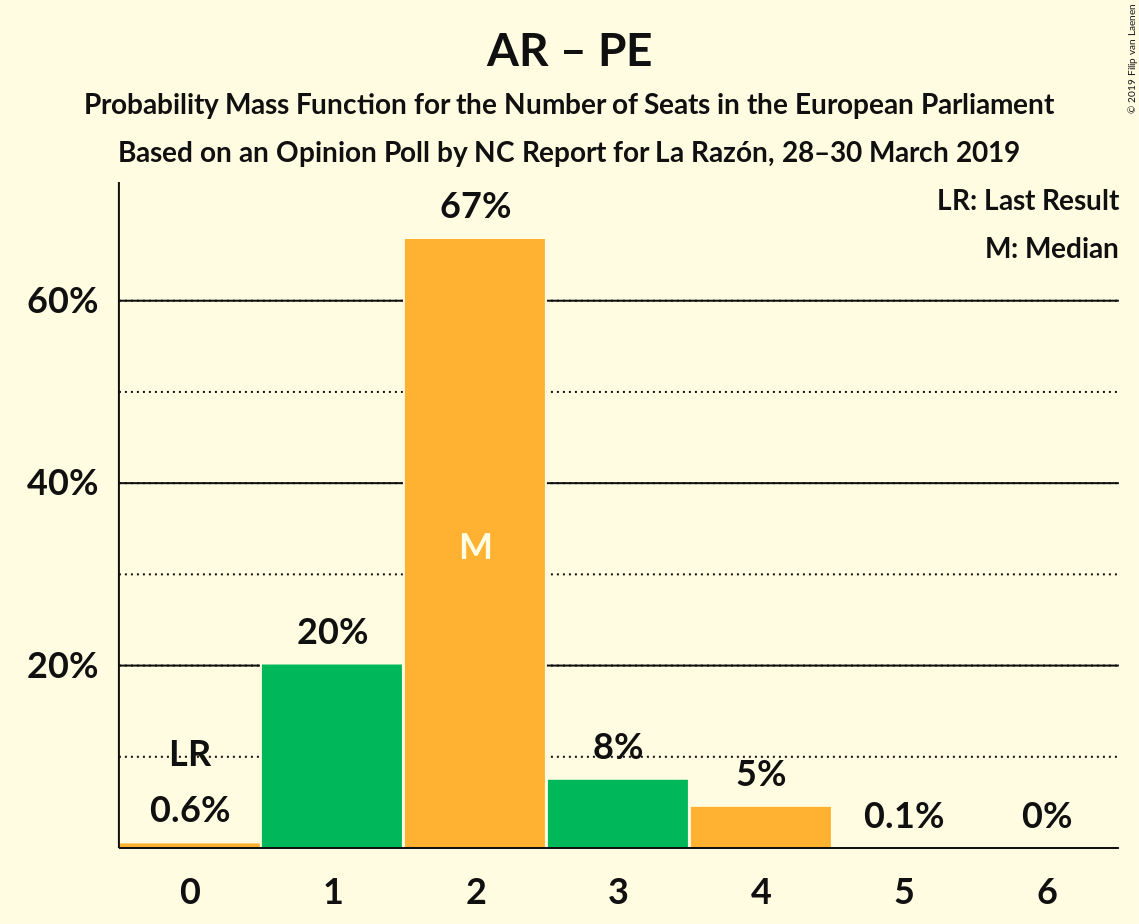 AR – PE
Probability Mass Function for the Number of Seats in the European Parliament
Based on an Opinion Poll by NC Report for La Razón, 28–30 March 2019
© 2019 Filip van Laenen
LR: Last Result
M: Median
67%
60%
M
40%
20%
20%
LR
8%
5%
0.6%
0.1%
0%
0 1 2 3 4 5 6